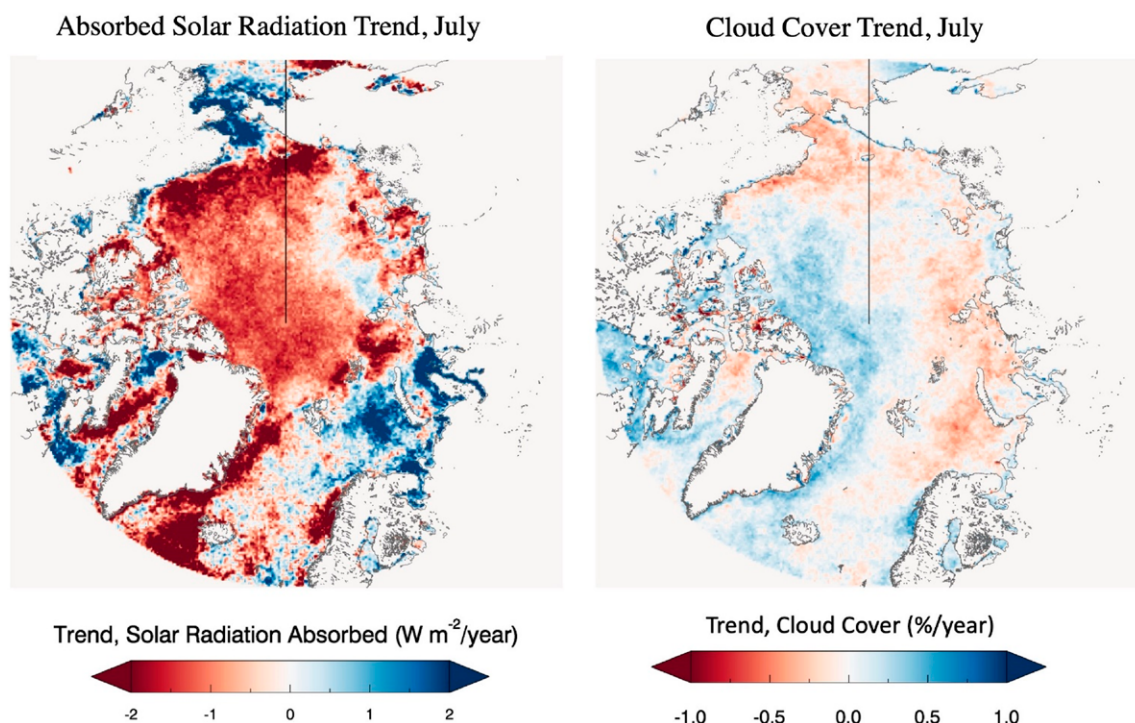 Absorbed Solar Radiation Trend, July
Cloud Cover Trend, July
Trend, Solar Radiation Absorbed (W m⁻²/year)
-2 -1 0 1 2
Trend, Cloud Cover (%/year)
-1.0 -0.5 0.0 0.5 1.0